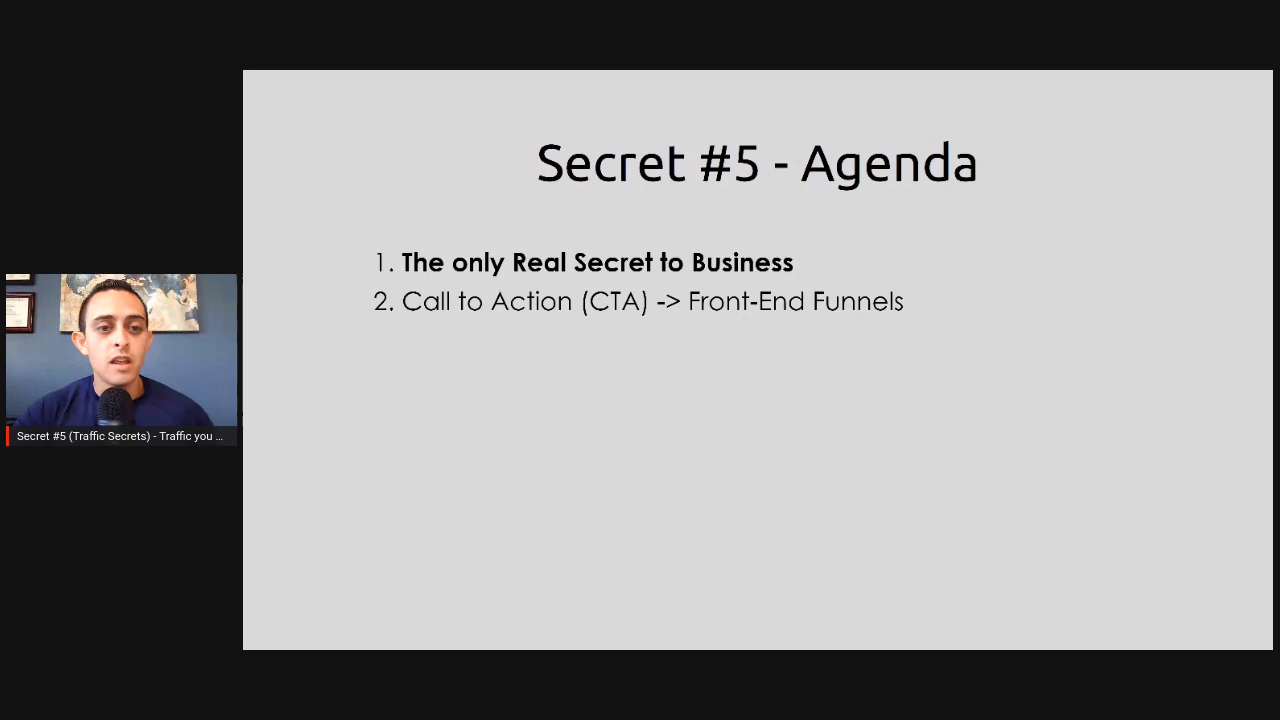 Secret #5 - Agenda
1. The only Real Secret to Business
2. Call to Action (CTA) -> Front-End Funnels
Secret #5 (Traffic Secrets) - Traffic you ...